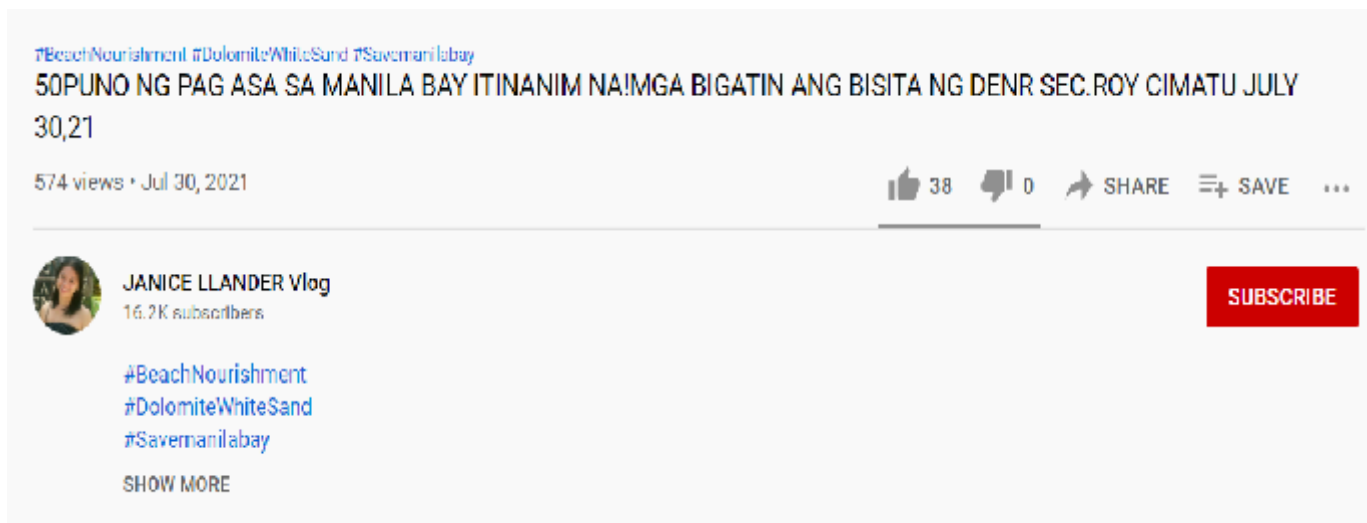 #BeachNourishment #DolomiteWhiteSand #Savemanilabay
50PUNO NG PAG ASA SA MANILA BAY ITINANIM NA!MGA BIGATIN ANG BISITA NG DENR SEC.ROY CIMATU JULY
30,21
574 views • Jul 30, 2021
38 0 SHARE SAVE ...
JANICE LLANDER Vlog
16.2K subscribers
SUBSCRIBE
#BeachNourishment
#DolomiteWhiteSand
#Savemanilabay
SHOW MORE